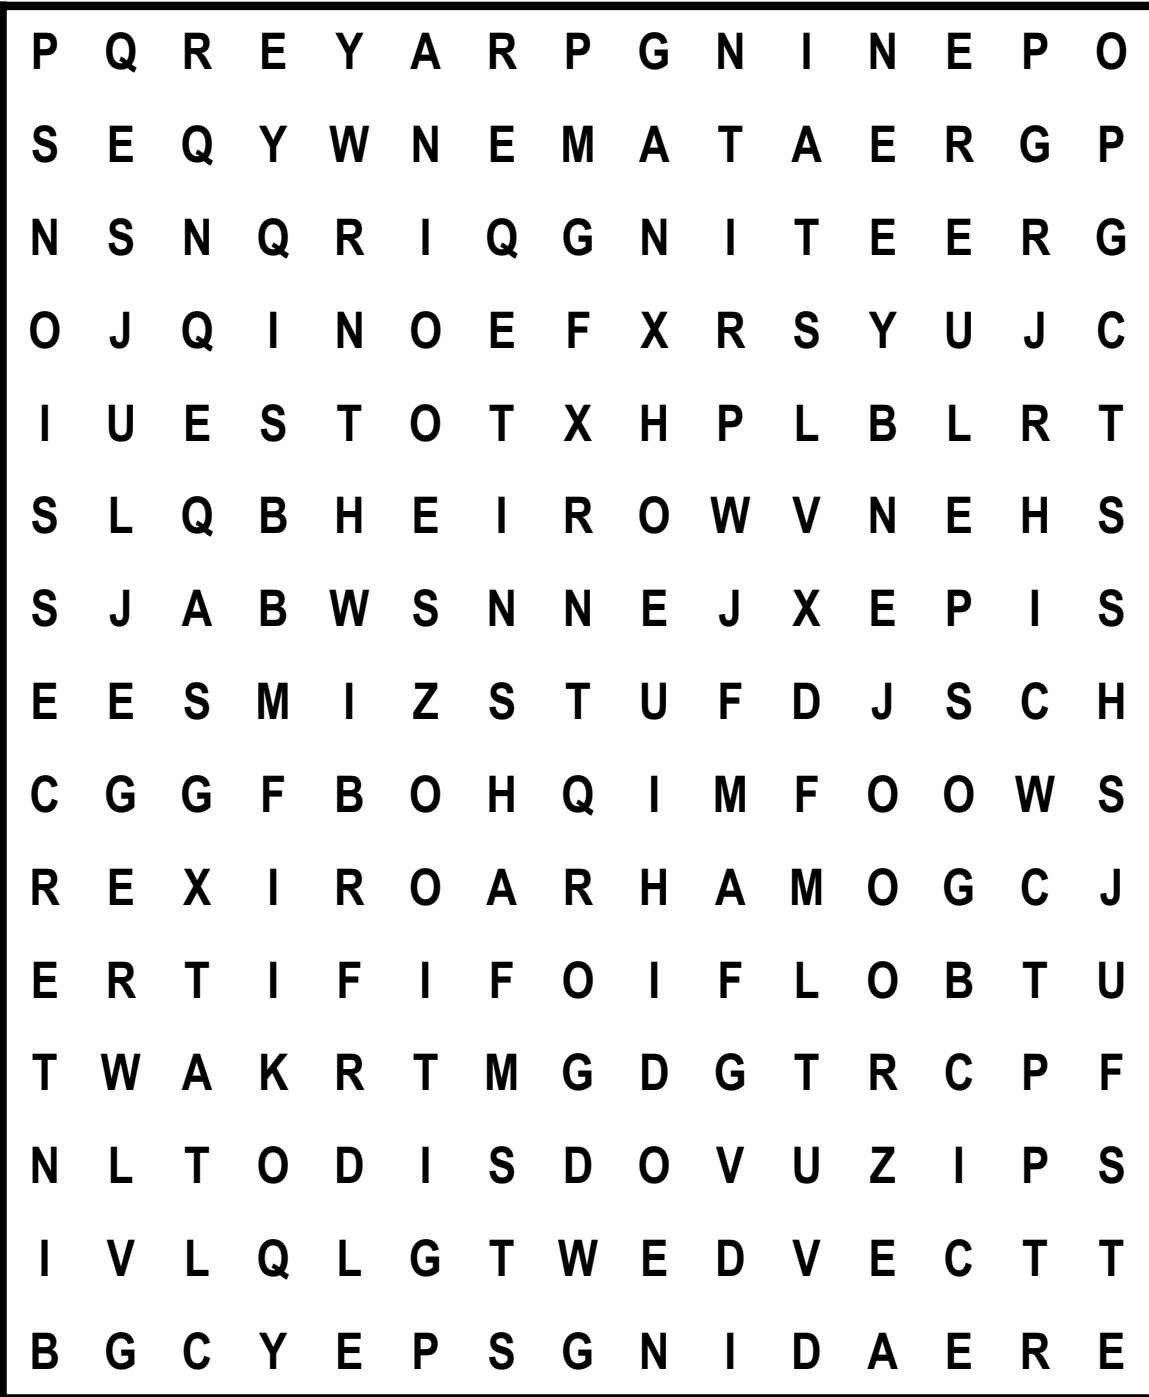 P Q R E Y A R P G N I N E P O
S E Q Y W N E M A T A E R G P
N S N Q R I Q G N I T E E R G
O J Q I N O E F X R S Y U J C
I U E S T O T X H P L B L R T
S L Q B H E I R O W V N E H S
S J A B W S N N E J X E P I S
E E S M I Z S T U F D J S C H
C G G F B O H Q I M F O O W S
R E X I R O A R H A M O G C J
E R T I F I F O I F L O B T U
T W A K R T M G D G T R C P F
N L T O D I S D O V U Z I P S
I V L Q L G T W E D V E C T T
B G C Y E P S G N I D A E R E